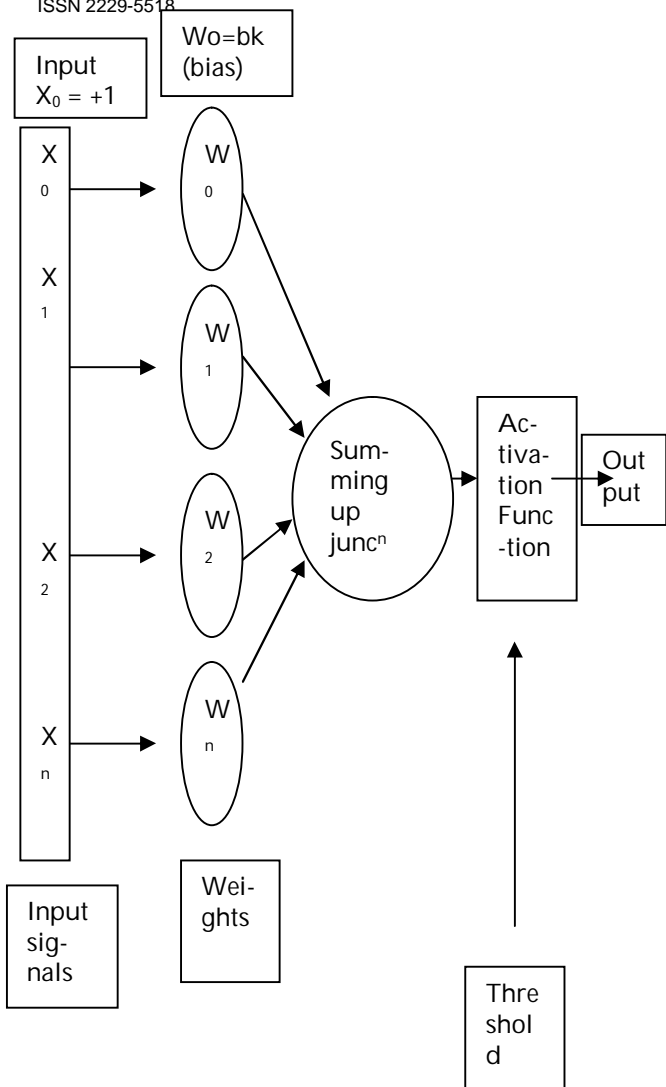 ISSN 2229-5518
Wo=bk
(bias)
Input
X₀ = +1
X
0
W
0
X
1
W
1
X
2
W
2
X
n
W
n
Sum-
ming
up
juncⁿ
Ac-
tiva-
tion
Func
-tion
Out
put
Input
sig-
nals
Wei-
ghts
Thre
shol
d